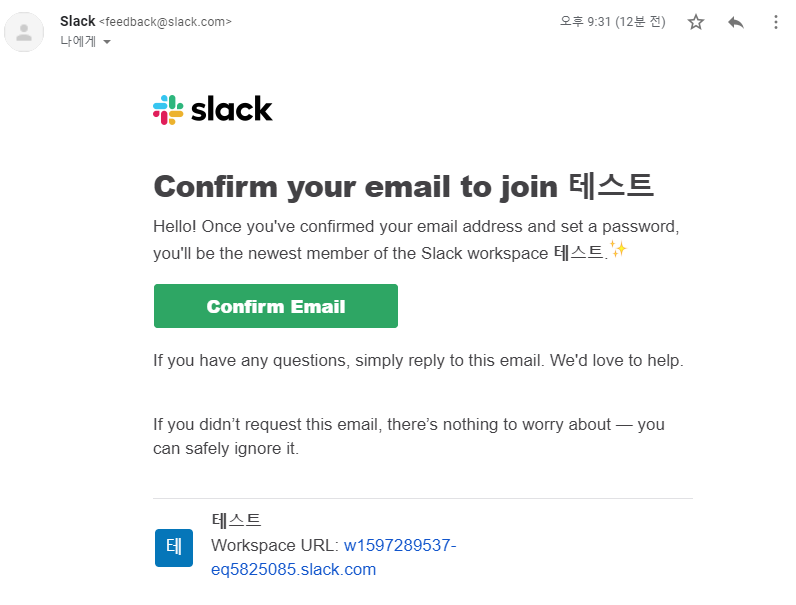 Slack <feedback@slack.com>
오후 9:31 (12분 전)
나에게
slack
Confirm your email to join 테스트
Hello! Once you've confirmed your email address and set a password,
you'll be the newest member of the Slack workspace 테스트.✨
Confirm Email
If you have any questions, simply reply to this email. We'd love to help.
If you didn’t request this email, there’s nothing to worry about — you
can safely ignore it.
테
테스트
Workspace URL: w1597289537-
eq5825085.slack.com